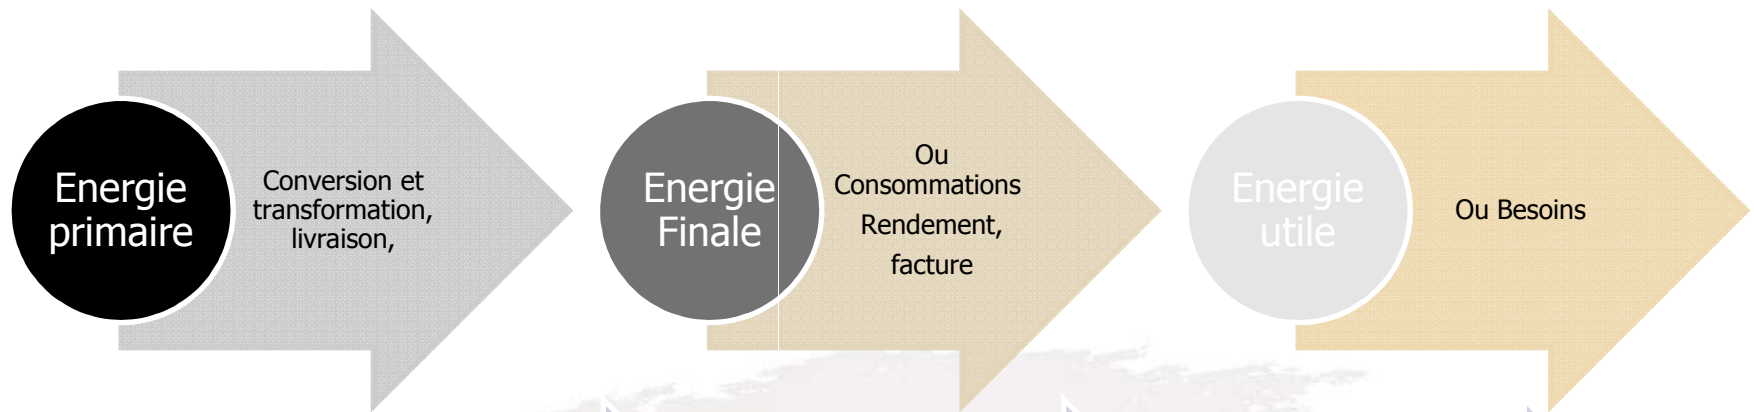 Energie
primaire
Conversion et
transformation,
livraison,
Energie
Finale
Ou
Consommations
Rendement,
facture
Energie
utile
Ou Besoins